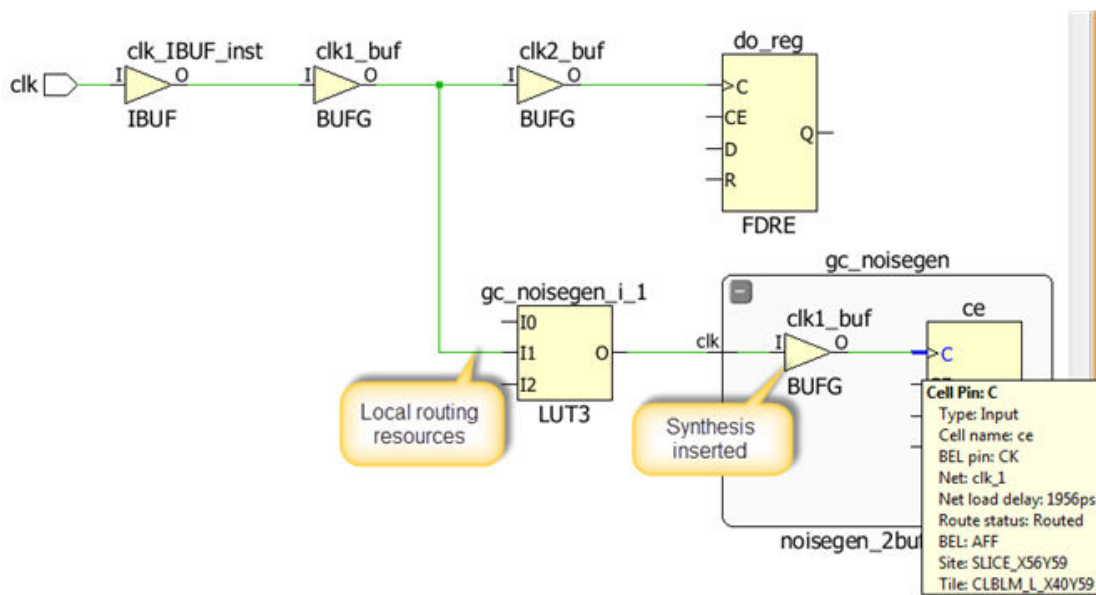 clk
clk_IBUF_inst
I
O
IBUF
clk1_buf
I
O
BUFG
clk2_buf
I
O
BUFG
do_reg
C
CE
D
R
Q
FDRE
gc_noisegen_i_1
I0
I1
I2
O
LUT3
Local routing
resources
gc_noisegen
clk
clk1_buf
I
O
BUFG
Synthesis
inserted
ce
C
Cell Pin: C
Type: Input
Cell name: ce
BEL pin: CK
Net: clk_1
Net load delay: 1956ps
Route status: Routed
BEL: AFF
Site: SLICE_X56Y59
Tile: CLBLM_L_X40Y59
noisegen_2buf